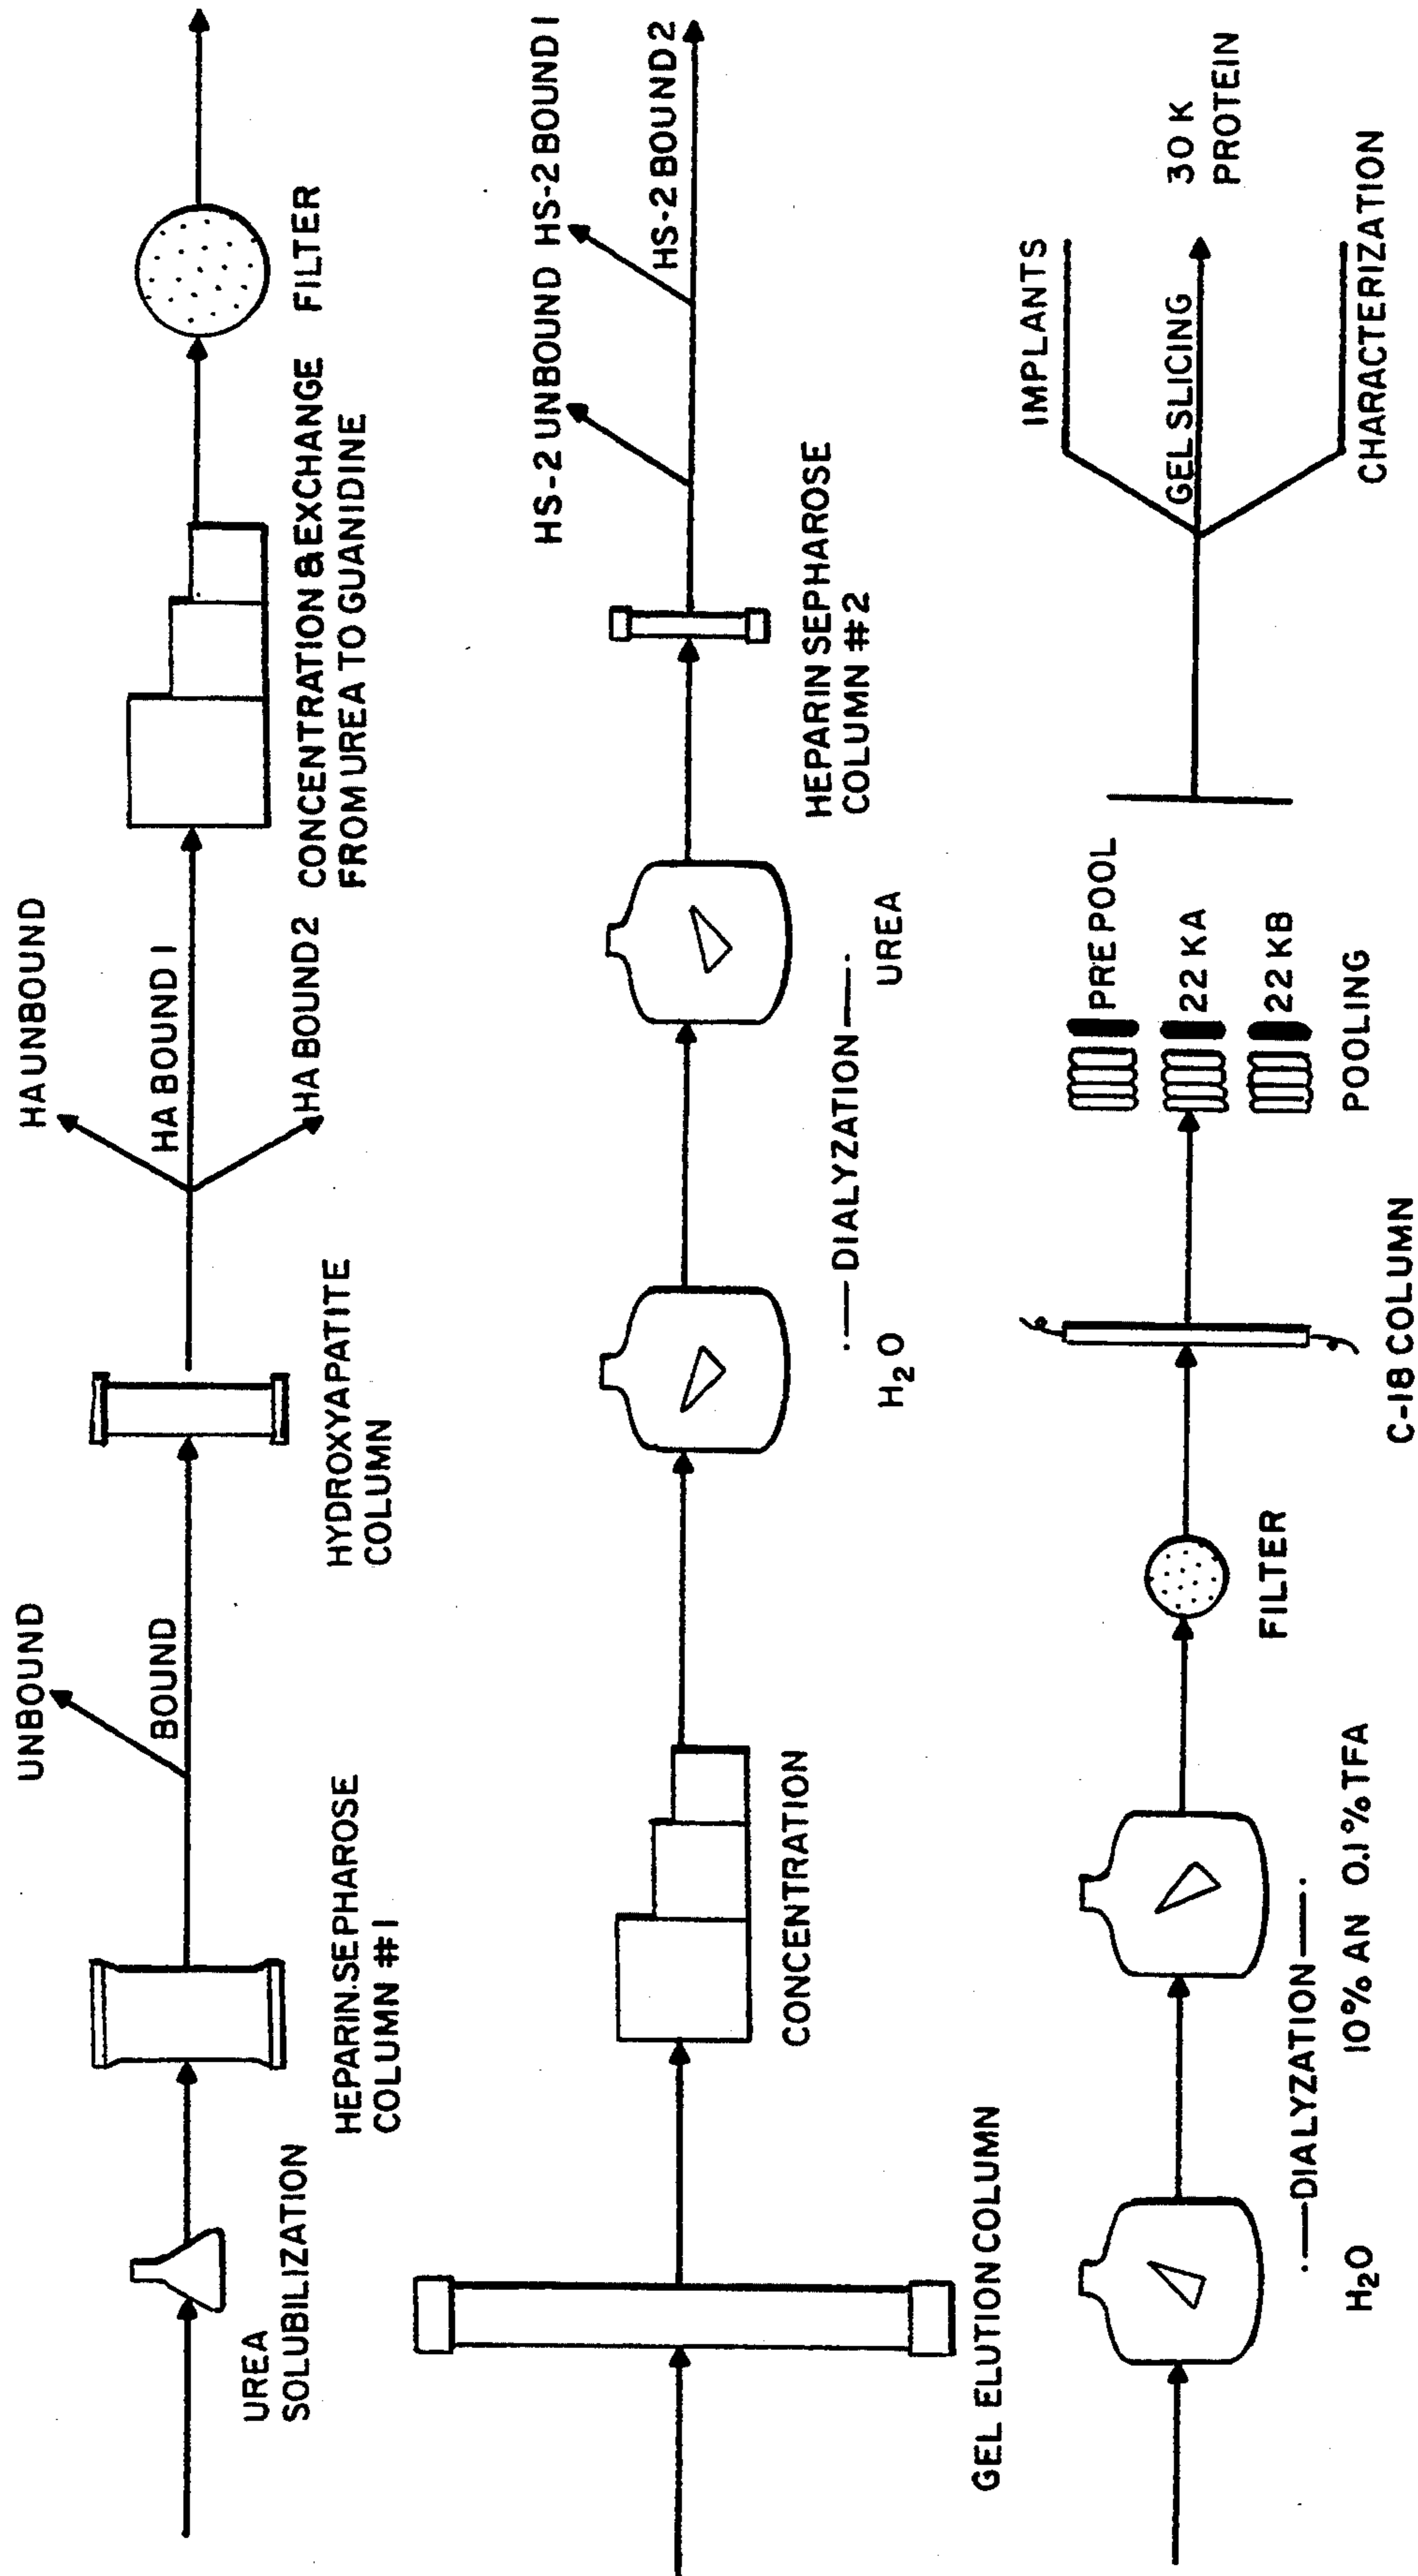 UREA
SOLUBILIZATION
HEPARIN.SEPHAROSE
COLUMN #1
UNBOUND
BOUND
HYDROXYAPATITE
COLUMN
HA UNBOUND
HA BOUND 1
HA BOUND 2
CONCENTRATION & EXCHANGE
FROM UREA TO GUANIDINE
FILTER
GEL ELUTION COLUMN
CONCENTRATION
H2O
.—DIALYZATION—.
UREA
HEPARIN SEPHAROSE
COLUMN #2
HS-2 UNBOUND
HS-2 BOUND 1
HS-2 BOUND 2
H2O
.—DIALYZATION—.
10% AN 0.1% TFA
FILTER
C-18 COLUMN
PREPOOL
22 KA
22 KB
POOLING
IMPLANTS
GEL SLICING
30 K
PROTEIN
CHARACTERIZATION